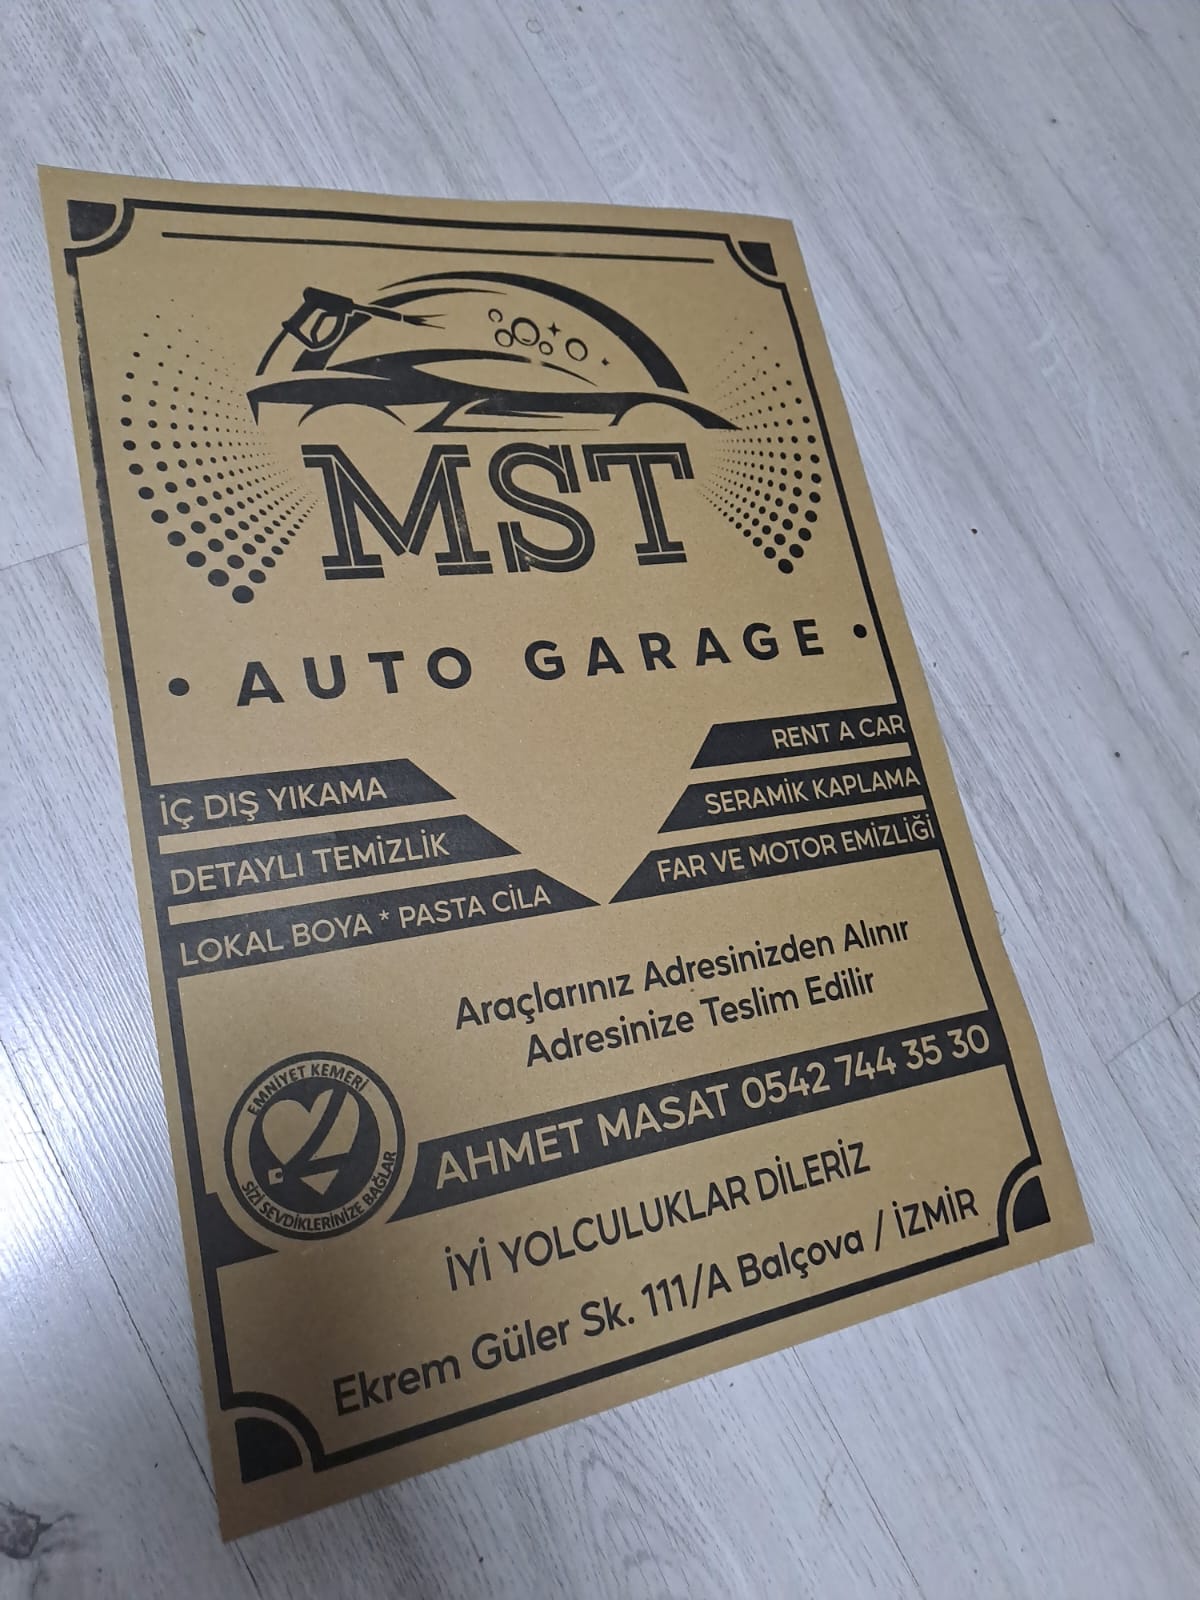 MST
• AUTO GARAGE •
RENT A CAR
SERAMİK KAPLAMA
FAR VE MOTOR EMİZLİĞİ
İÇ DIŞ YIKAMA
DETAYLI TEMİZLİK
LOKAL BOYA * PASTA CİLA
Araçlarınız Adresinizden Alınır
Adresinize Teslim Edilir
EMNİYET KEMERİ
SİZİ SEVDİKLERİNİZE BAĞLAR
AHMET MASAT 0542 744 35 30
İYİ YOLCULUKLAR DİLERİZ
Ekrem Güler Sk. 111/A Balçova / İZMİR